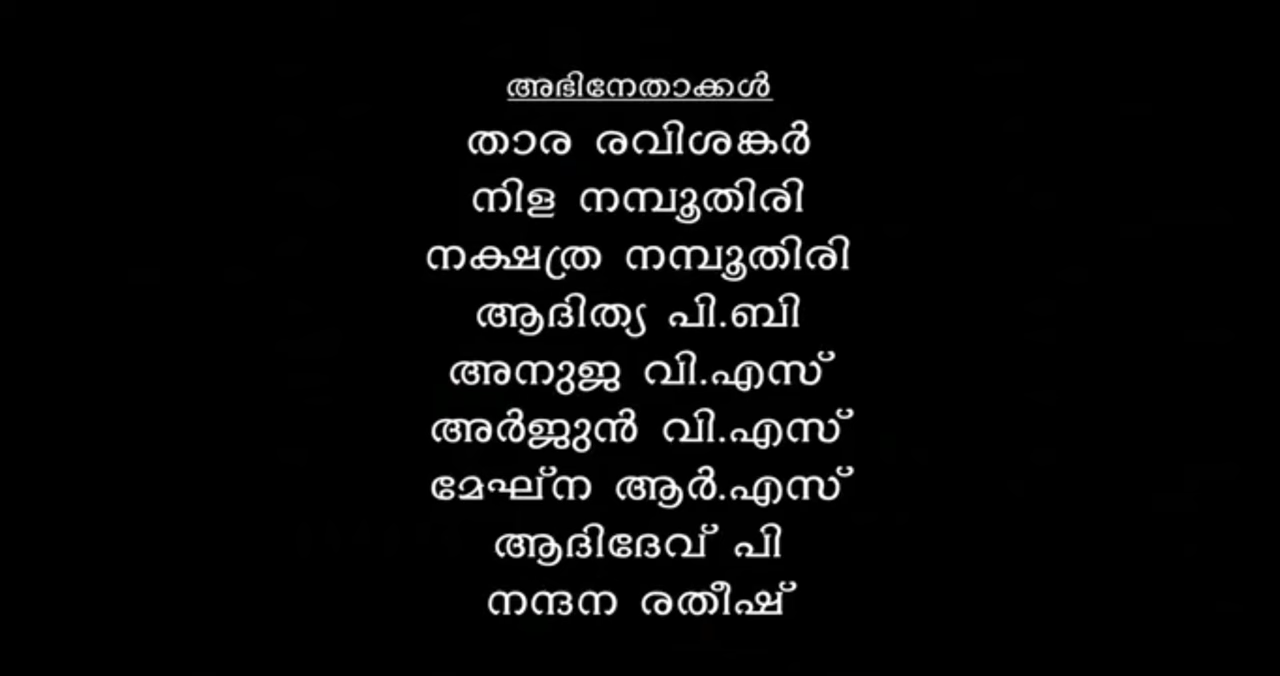 അഭിനേതാക്കൾ
താര രവിശങ്കർ
നിള നമ്പൂതിരി
നക്ഷത്ര നമ്പൂതിരി
ആദിത്യ പി.ബി
അനുജ വി.എസ്
അർജുൻ വി.എസ്
മേഘ്ന ആർ.എസ്
ആദിദേവ് പി
നന്ദന രതീഷ്